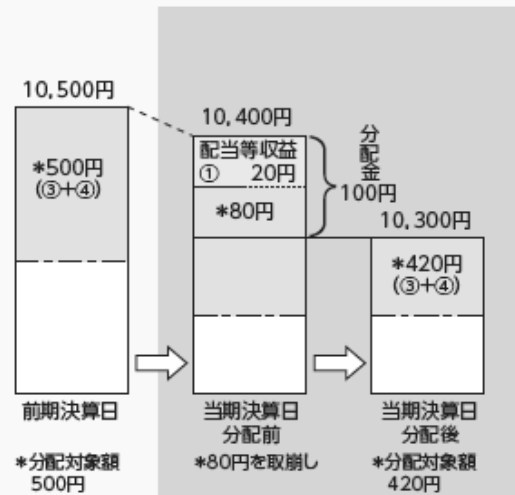 10,500円
*500円
(③+④)
10,400円
配当等収益
① 20円
*80円
分配金
100円
10,300円
*420円
(③+④)
前期決算日
当期決算日
分配前
当期決算日
分配後
*分配対象額
500円
*80円を取崩し
*分配対象額
420円